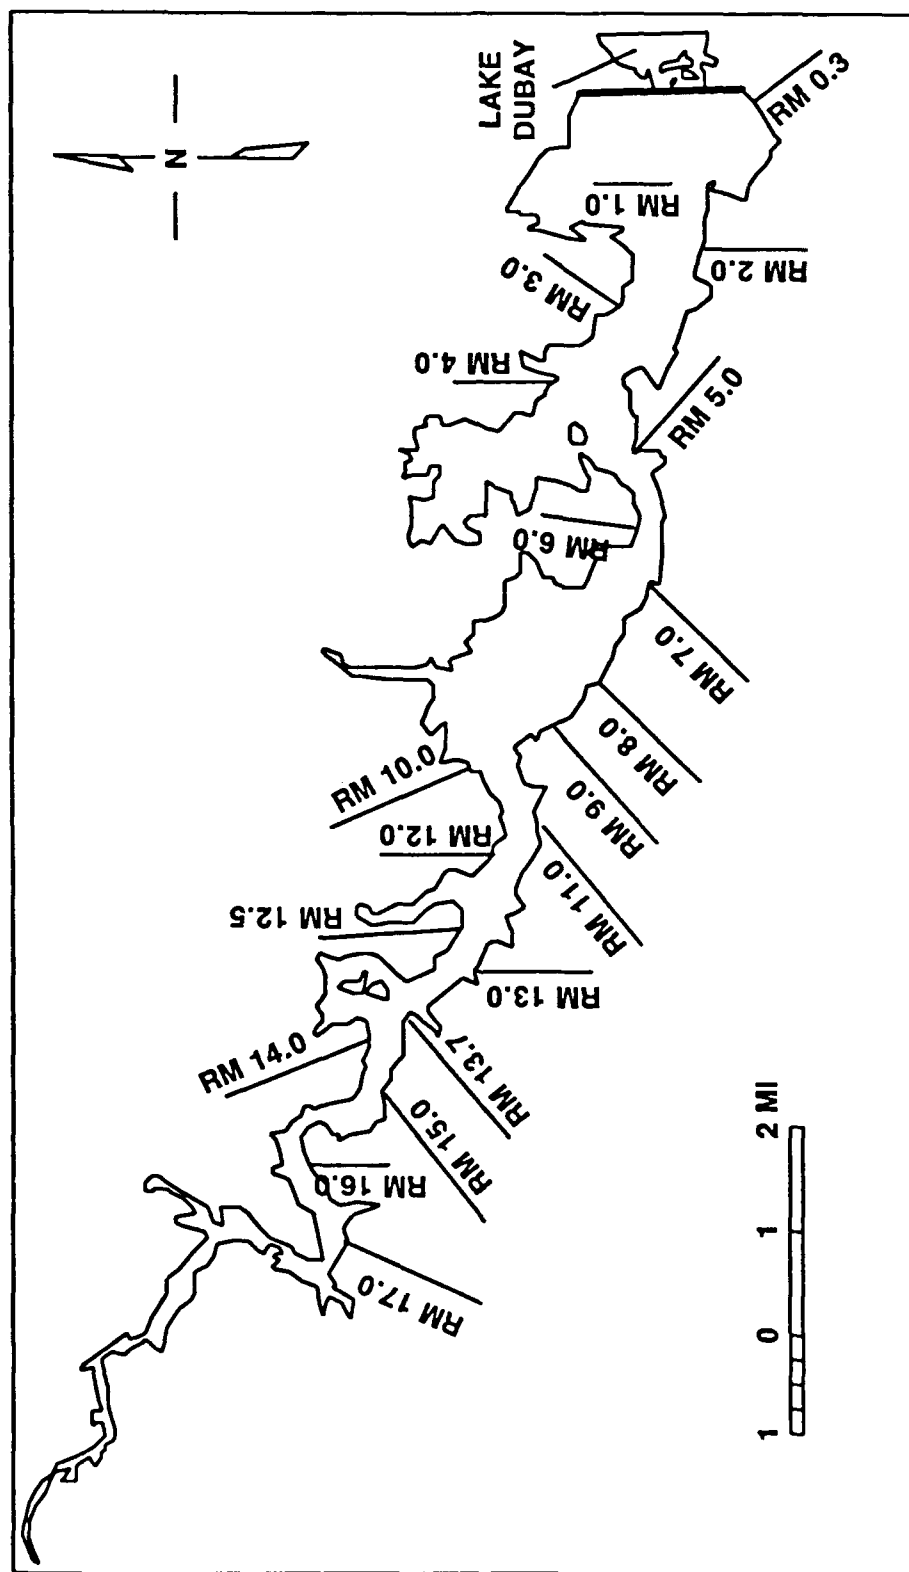 LAKE
DUBAY
N
RM 0.3
RM 1.0
RM 2.0
RM 3.0
RM 4.0
RM 5.0
RM 6.0
RM 7.0
RM 8.0
RM 9.0
RM 10.0
RM 11.0
RM 12.0
RM 12.5
RM 13.0
RM 13.7
RM 14.0
RM 15.0
RM 16.0
RM 17.0
1 0 1 2 MI